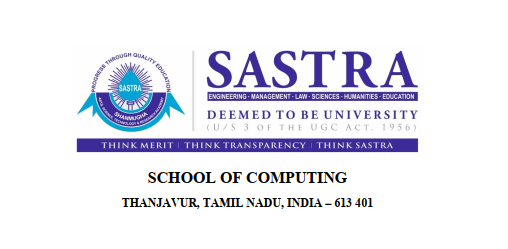 PROGRESS THROUGH QUALITY EDUCATION
SASTRA
SHANMUGHA
SASTRA
ENGINEERING · MANAGEMENT · LAW · SCIENCES · HUMANITIES · EDUCATION
DEEMED TO BE UNIVERSITY
(U/S 3 OF THE UGC ACT, 1956)
THINK MERIT | THINK TRANSPARENCY | THINK SASTRA
SCHOOL OF COMPUTING
THANJAVUR, TAMIL NADU, INDIA – 613 401